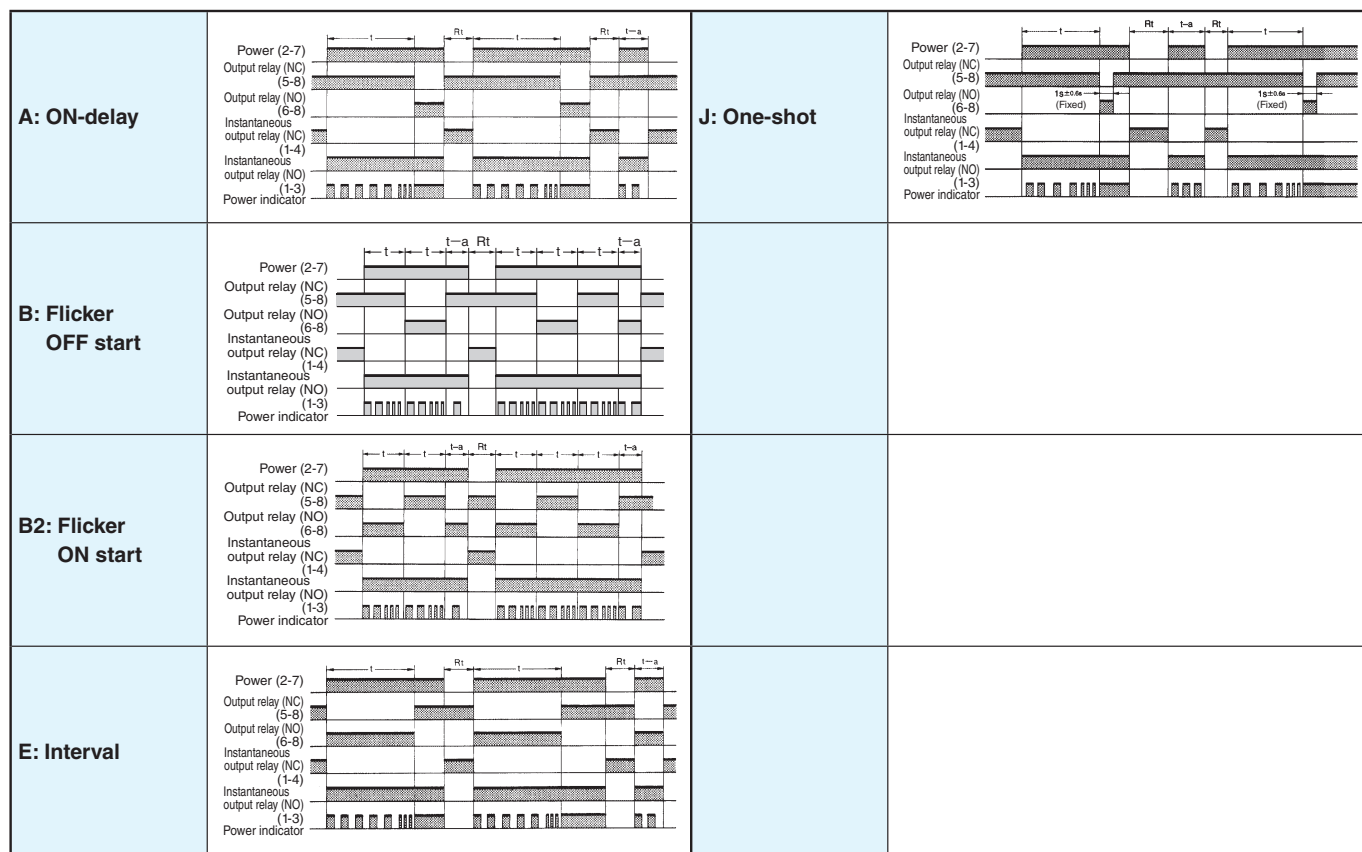 A: ON-delay
t Rt t Rt t–a
Power (2-7)
Output relay (NC)
(5-8)
Output relay (NO)
(6-8)
Instantaneous
output relay (NC)
(1-4)
Instantaneous
output relay (NO)
(1-3)
Power indicator
J: One-shot
t Rt t–a Rt t
Power (2-7)
Output relay (NC)
(5-8)
Output relay (NO)
(6-8)
1s±0.6s 1s±0.6s
(Fixed) (Fixed)
Instantaneous
output relay (NC)
(1-4)
Instantaneous
output relay (NO)
(1-3)
Power indicator
B: Flicker
OFF start
t t t–a Rt t t t t–a
Power (2-7)
Output relay (NC)
(5-8)
Output relay (NO)
(6-8)
Instantaneous
output relay (NC)
(1-4)
Instantaneous
output relay (NO)
(1-3)
Power indicator
B2: Flicker
ON start
t t t–a Rt t t t t–a
Power (2-7)
Output relay (NC)
(5-8)
Output relay (NO)
(6-8)
Instantaneous
output relay (NC)
(1-4)
Instantaneous
output relay (NO)
(1-3)
Power indicator
E: Interval
t Rt t Rt t–a
Power (2-7)
Output relay (NC)
(5-8)
Output relay (NO)
(6-8)
Instantaneous
output relay (NC)
(1-4)
Instantaneous
output relay (NO)
(1-3)
Power indicator